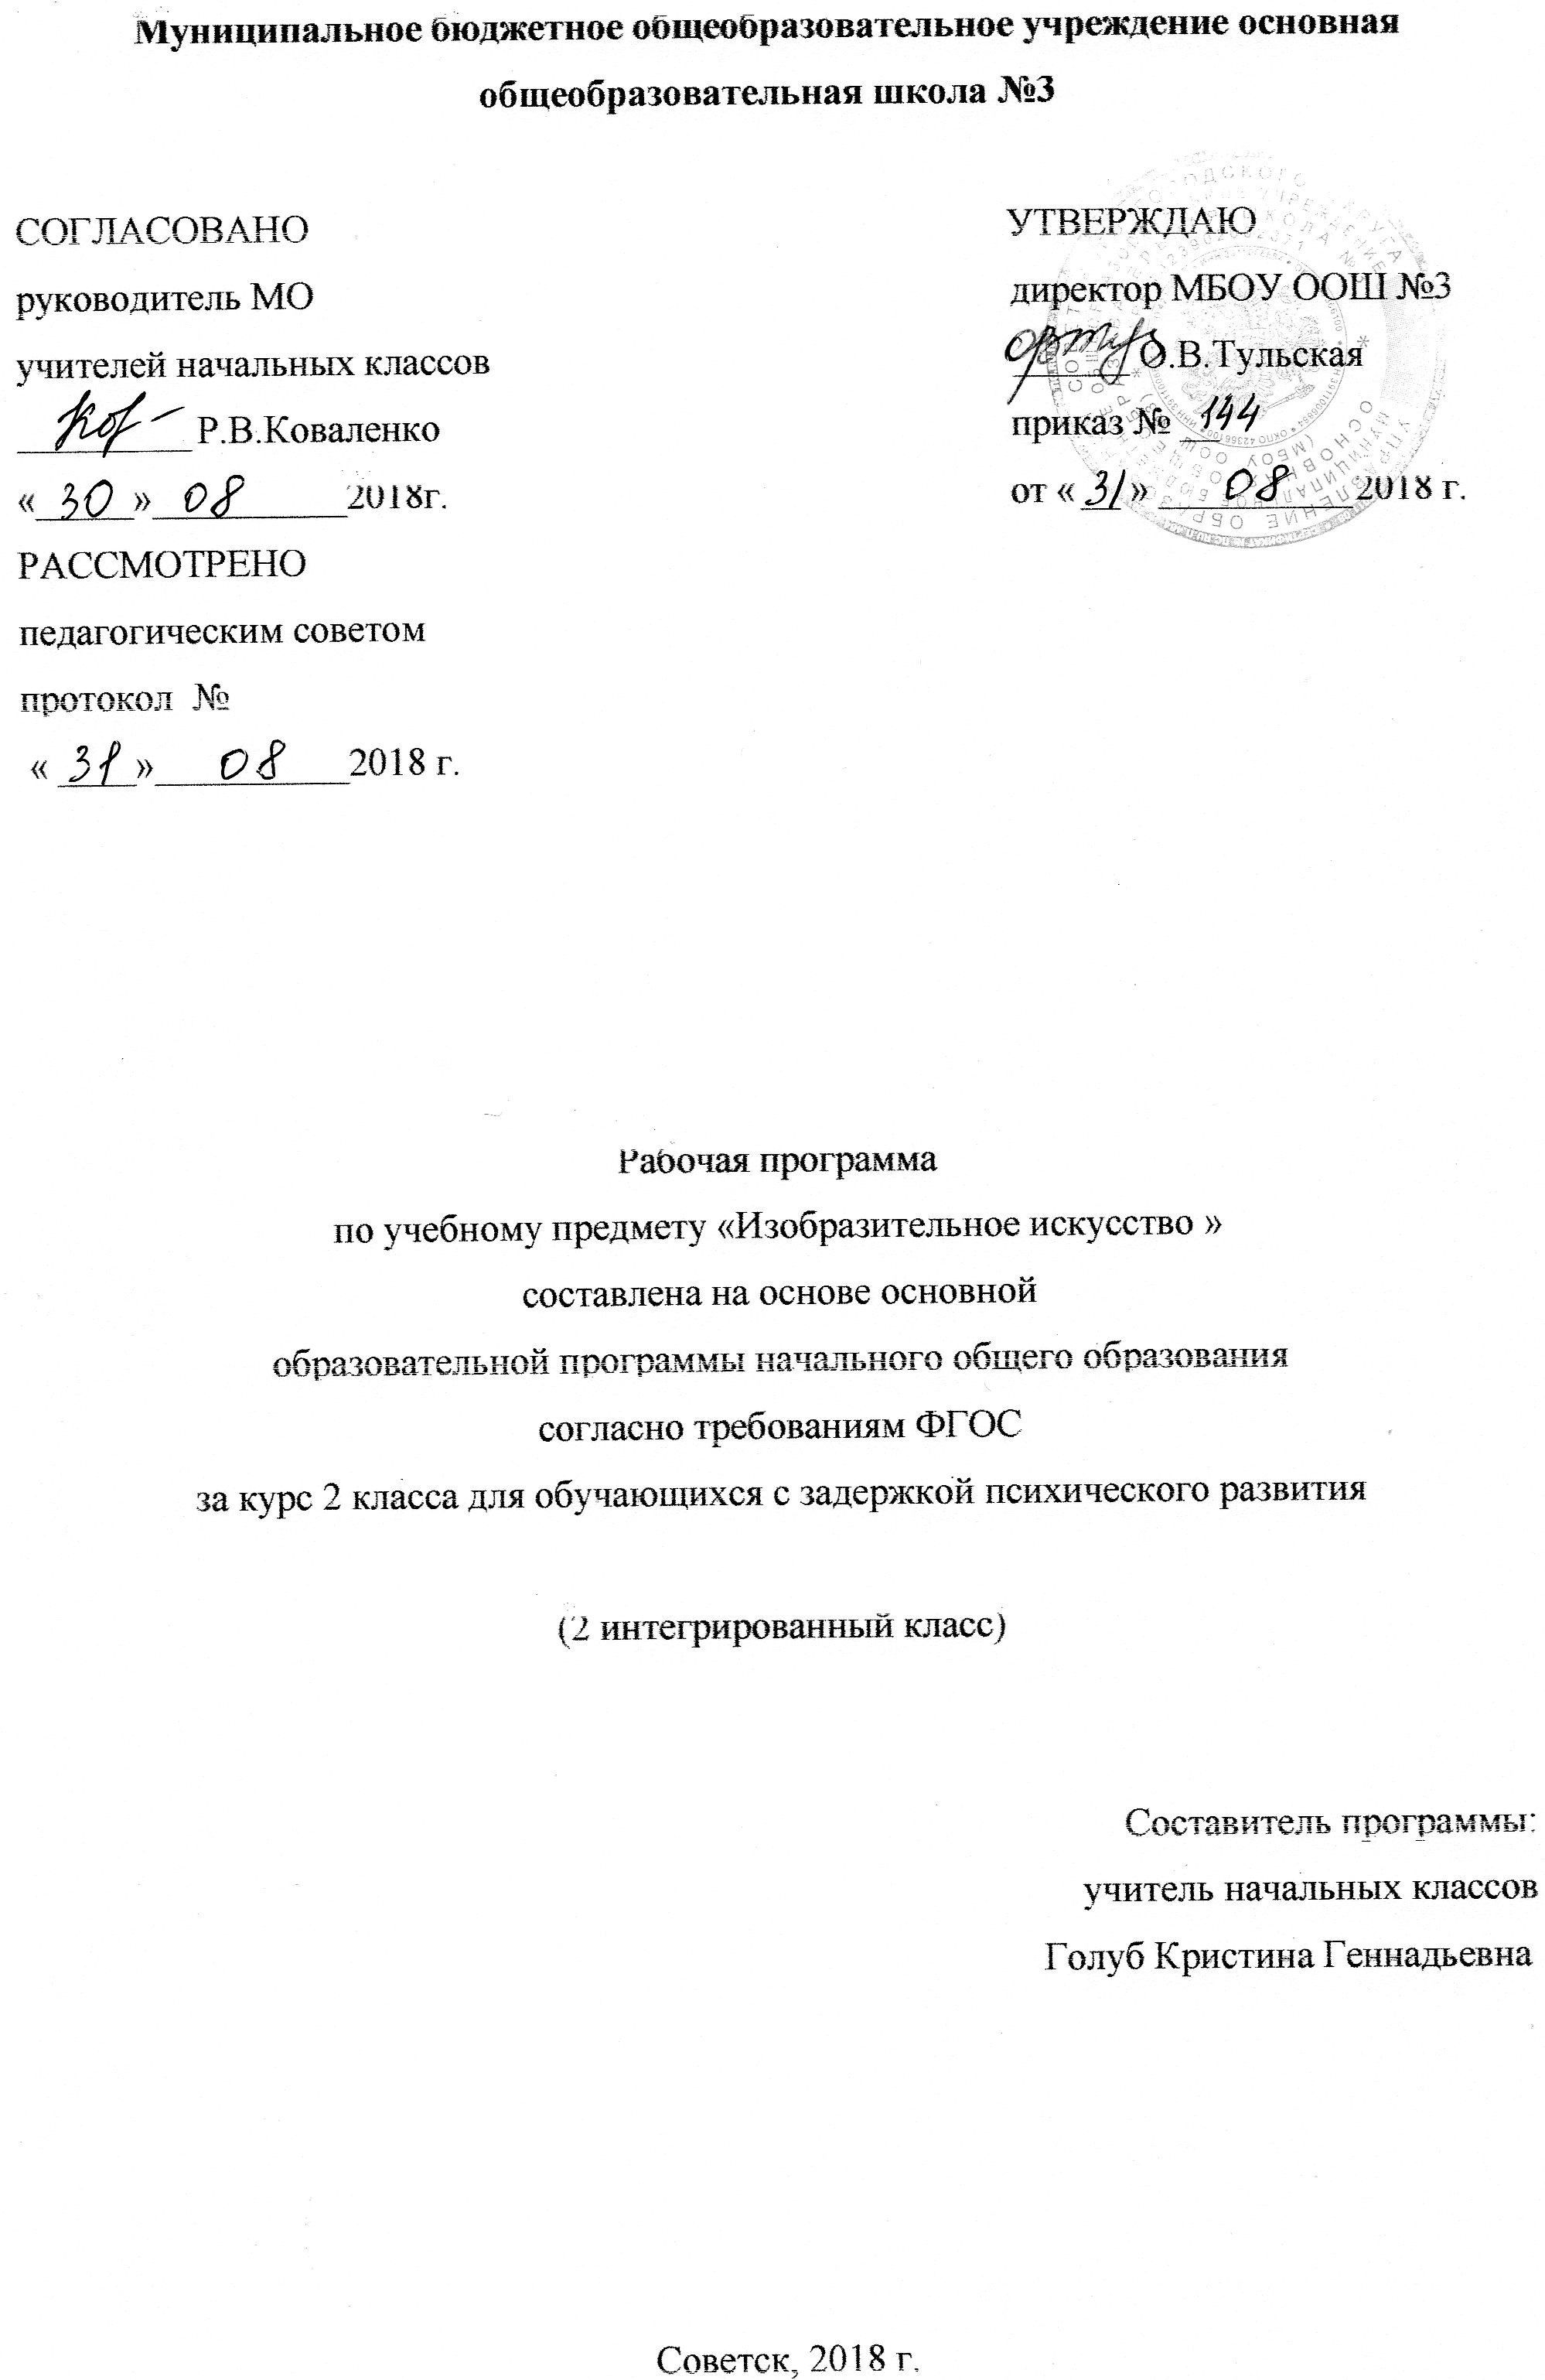 Муниципальное бюджетное общеобразовательное учреждение основная
общеобразовательная школа №3
СОГЛАСОВАНО
руководитель МО
учителей начальных классов
__________ Р.В.Коваленко
« 30 » 08 2018г.
РАССМОТРЕНО
педагогическим советом
протокол №
« 31 » 08 2018 г.
УТВЕРЖДАЮ
директор МБОУ ООШ №3
______ О.В.Тульская
приказ № 144
от « 31 » 08 2018 г.
Рабочая программа
по учебному предмету «Изобразительное искусство »
составлена на основе основной
образовательной программы начального общего образования
согласно требованиям ФГОС
за курс 2 класса для обучающихся с задержкой психического развития
(2 интегрированный класс)
Составитель программы:
учитель начальных классов
Голуб Кристина Геннадьевна
Советск, 2018 г.